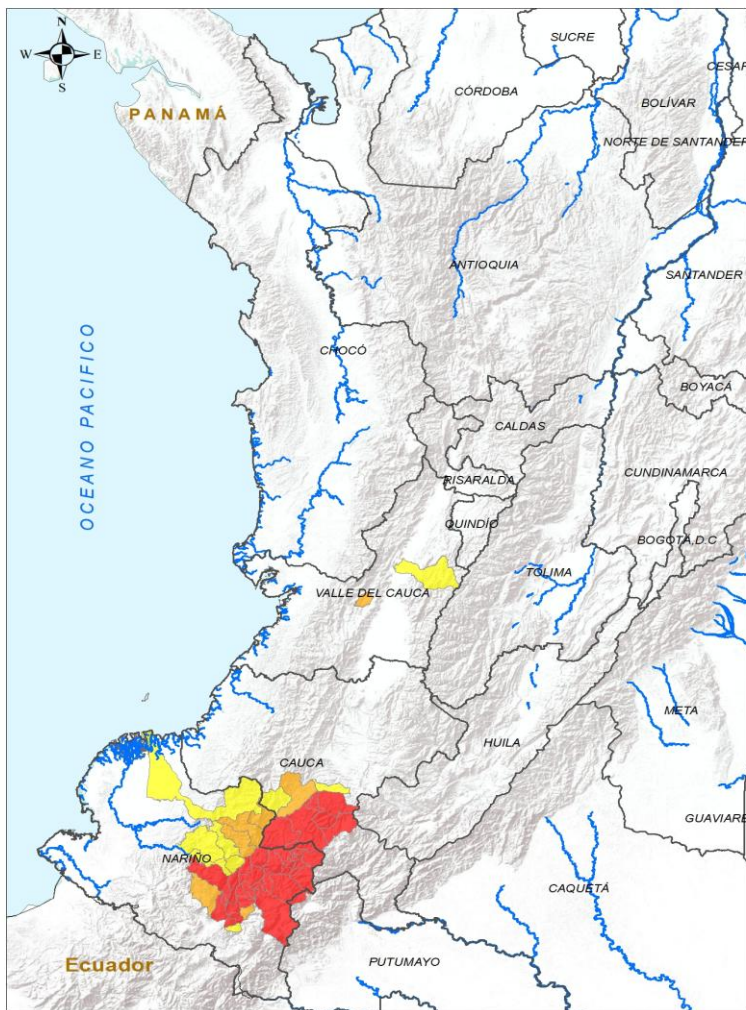 N
W E
S
PANAMÁ
SUCRE
CESAR
CÓRDOBA
BOLÍVAR
NORTE DE SANTANDER
ANTIOQUIA
SANTANDER
OCEANO PACIFICO
CHOCÓ
BOYACÁ
CALDAS
CUNDINAMARCA
RISARALDA
QUINDÍO
BOGOTÁ,D.C
TOLIMA
VALLE DEL CAUCA
META
HUILA
CAUCA
GUAVIARE
NARIÑO
CAQUETÁ
Ecuador
PUTUMAYO